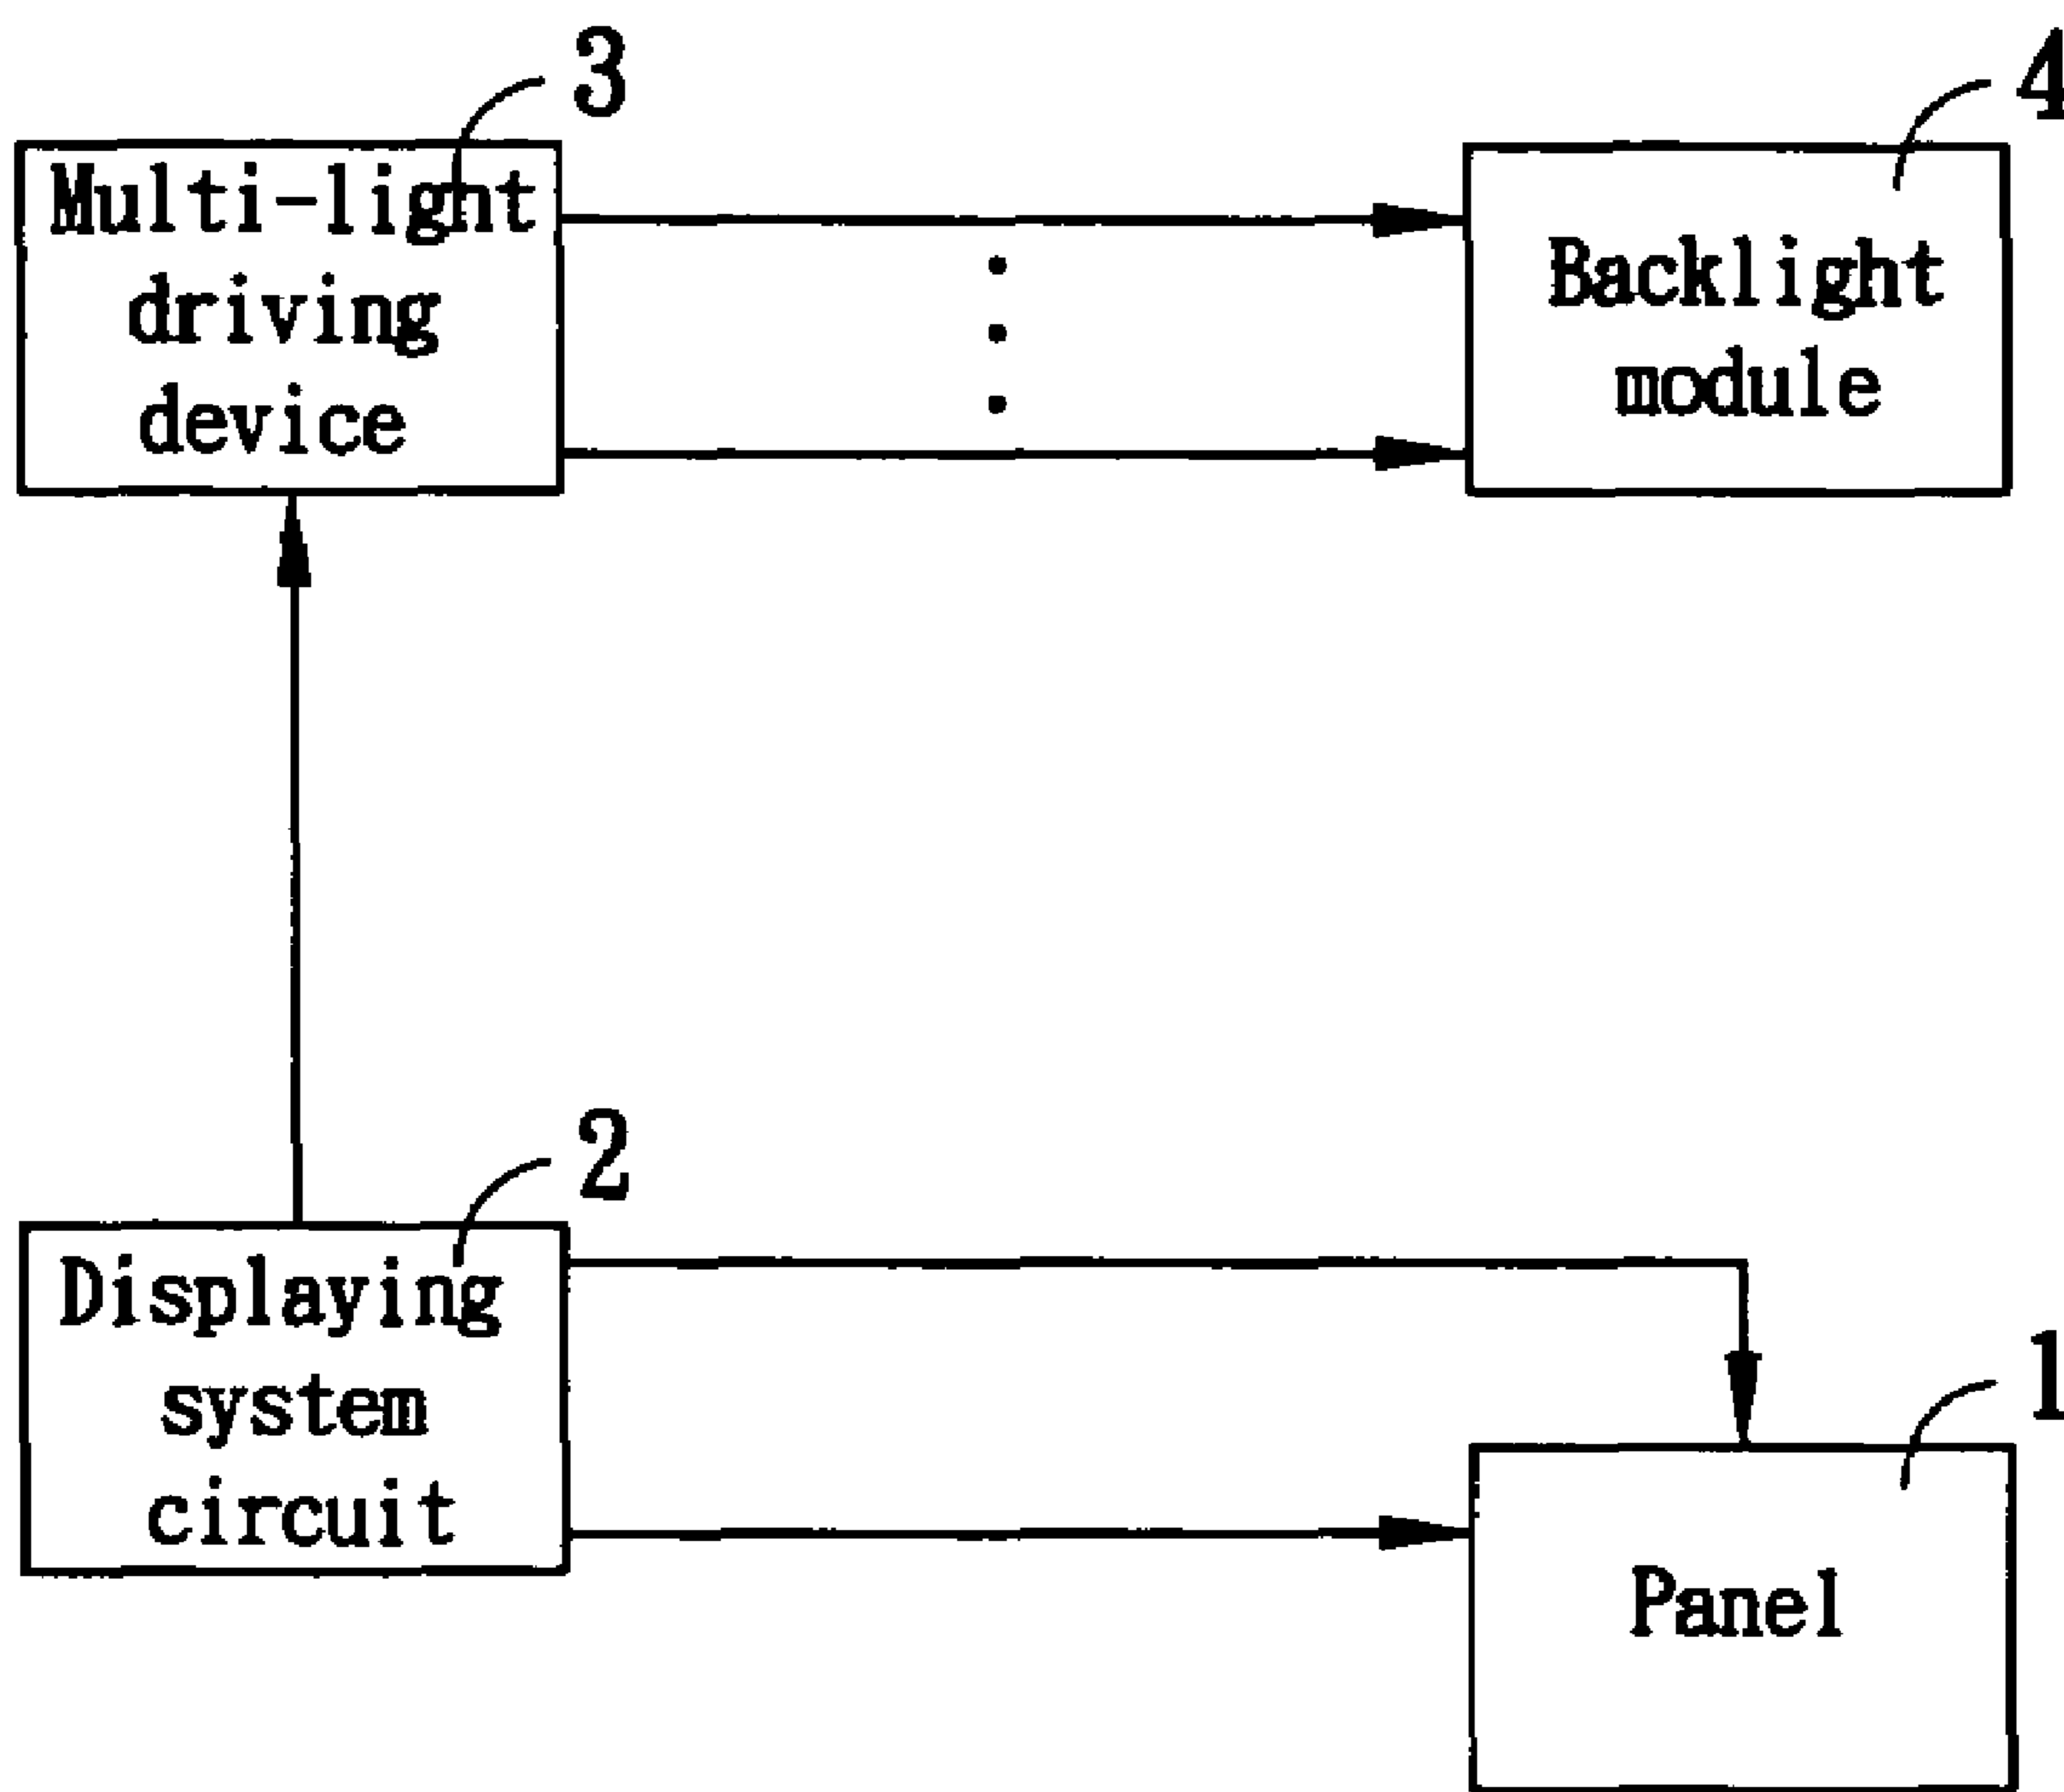 3
4
Multi-light
driving
device
Backlight
module
2
Displaying
system
circuit
1
Panel